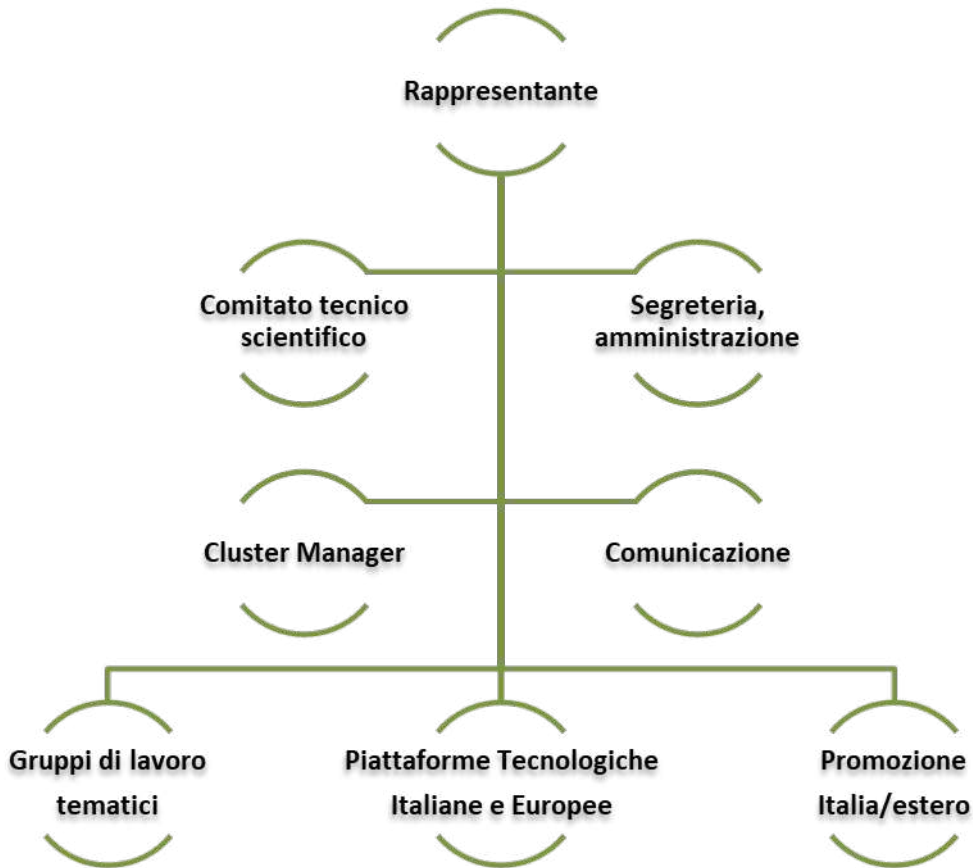 Rappresentante
Comitato tecnico
scientifico
Segreteria,
amministrazione
Cluster Manager
Comunicazione
Gruppi di lavoro
tematici
Piattaforme Tecnologiche
Italiane e Europee
Promozione
Italia/estero